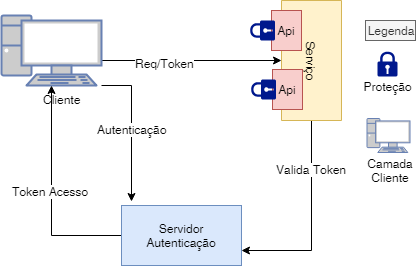 Api
Legenda
Serviço
Req/Token
Api
Proteção
Cliente
Autenticação
Camada
Cliente
Valida Token
Token Acesso
Servidor
Autenticação